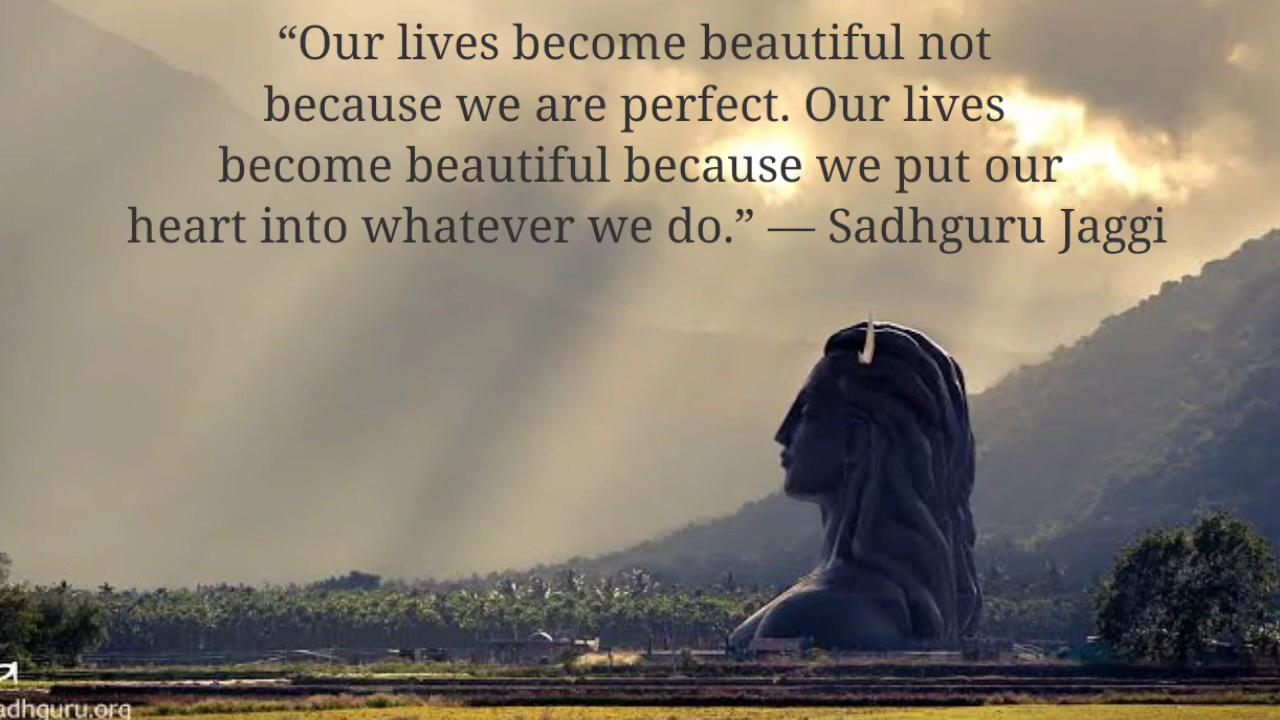 “Our lives become beautiful not
because we are perfect. Our lives
become beautiful because we put our
heart into whatever we do.” — Sadhguru Jaggi
adhguru.org